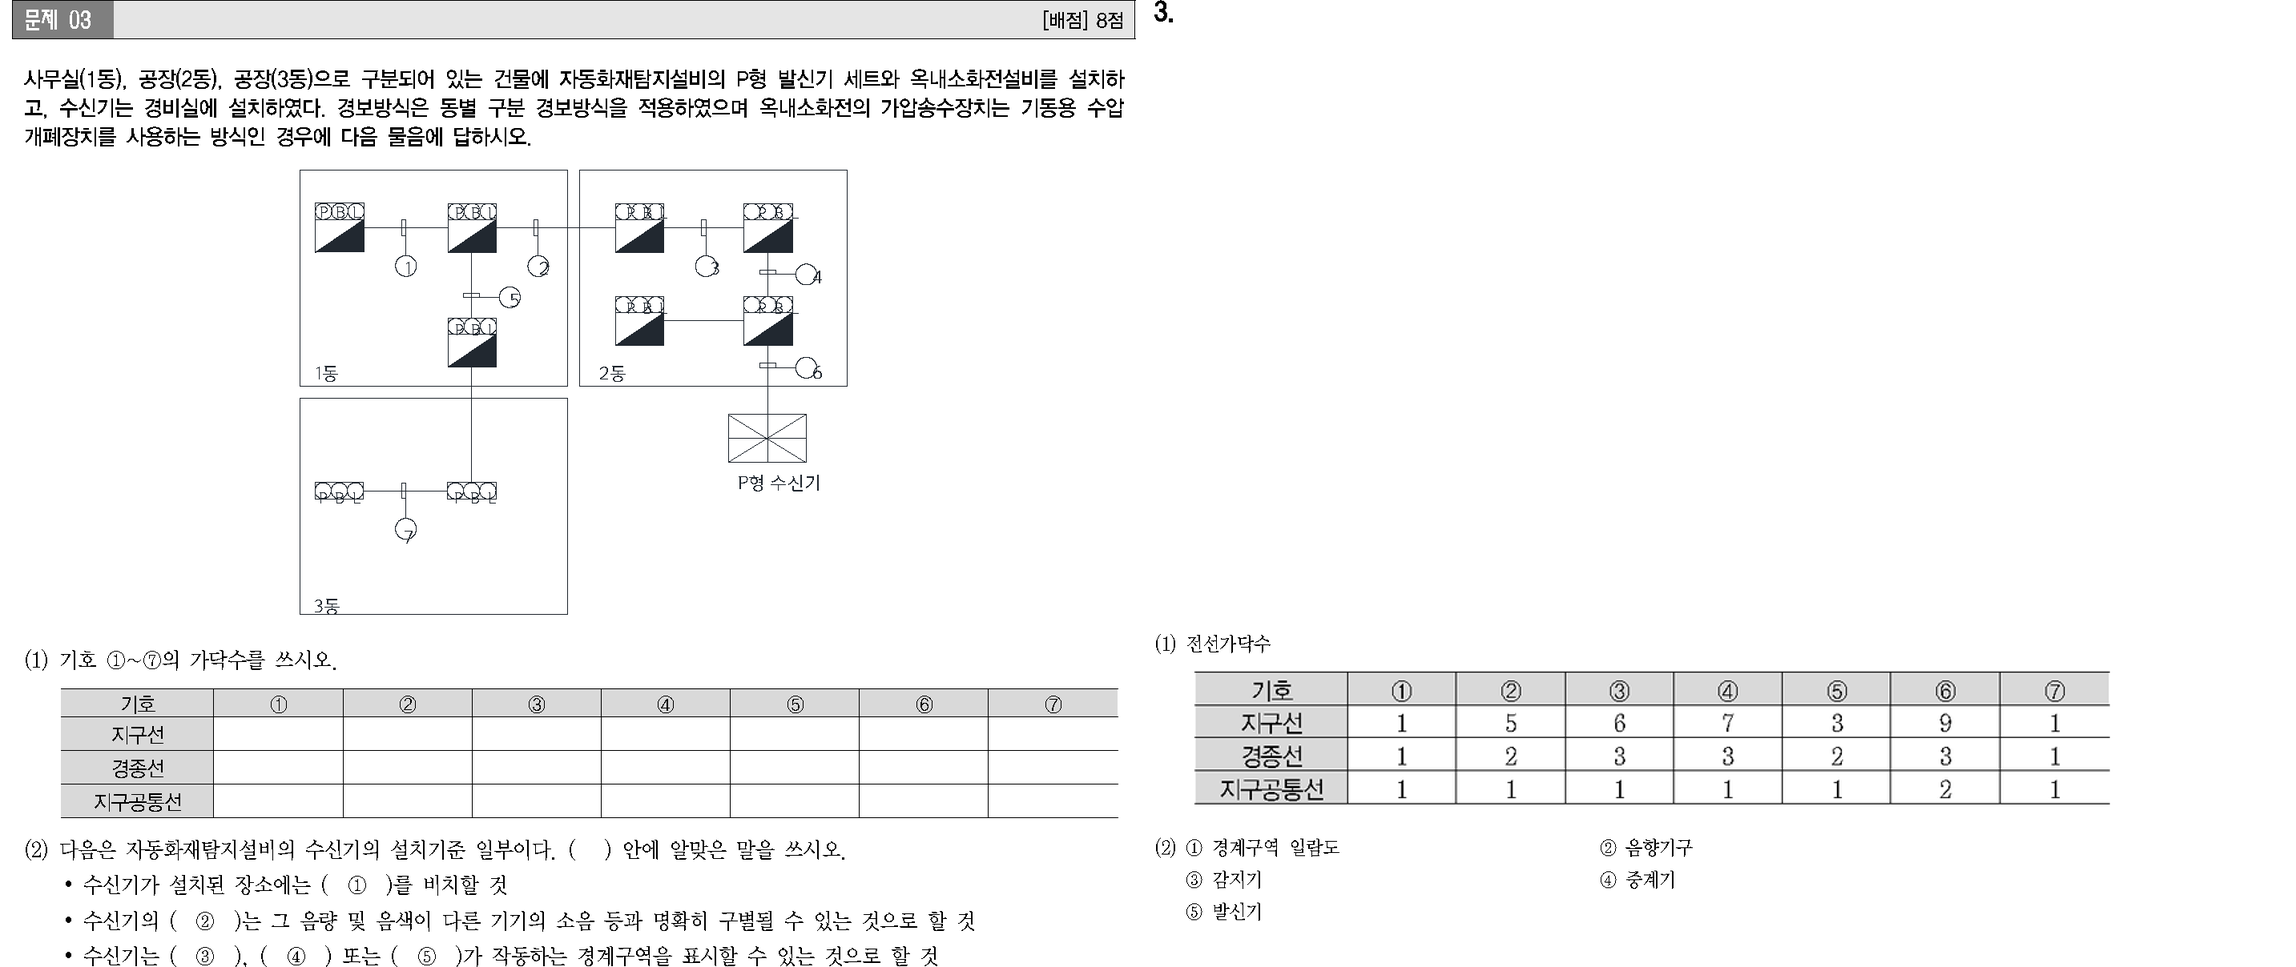 문제 03
[배점] 8점
사무실(1동), 공장(2동), 공장(3동)으로 구분되어 있는 건물에 자동화재탐지설비의 P형 발신기 세트와 옥내소화전설비를 설치하
고, 수신기는 경비실에 설치하였다. 경보방식은 동별 구분 경보방식을 적용하였으며 옥내소화전의 가압송수장치는 기동용 수압
개폐장치를 사용하는 방식인 경우에 다음 물음에 답하시오.
P B L P B L P B L P B L
1 2 3 4
5
P B L P B L P B L
6
1동 2동
P형 수신기
P B L P B L
7
3동
(1) 기호 ①~⑦의 가닥수를 쓰시오.
기호 ① ② ③ ④ ⑤ ⑥ ⑦
지구선
경종선
지구공통선
(2) 다음은 자동화재탐지설비의 수신기의 설치기준 일부이다. ( ) 안에 알맞은 말을 쓰시오.
• 수신기가 설치된 장소에는 ( ① )를 비치할 것
• 수신기의 ( ② )는 그 음량 및 음색이 다른 기기의 소음 등과 명확히 구별될 수 있는 것으로 할 것
• 수신기는 ( ③ ), ( ④ ) 또는 ( ⑤ )가 작동하는 경계구역을 표시할 수 있는 것으로 할 것
3.
(1) 전선가닥수
기호 ① ② ③ ④ ⑤ ⑥ ⑦
지구선 1 5 6 7 3 9 1
경종선 1 2 3 3 2 3 1
지구공통선 1 1 1 1 1 2 1
(2) ① 경계구역 일람도 ② 음향기구
③ 감지기 ④ 중계기
⑤ 발신기